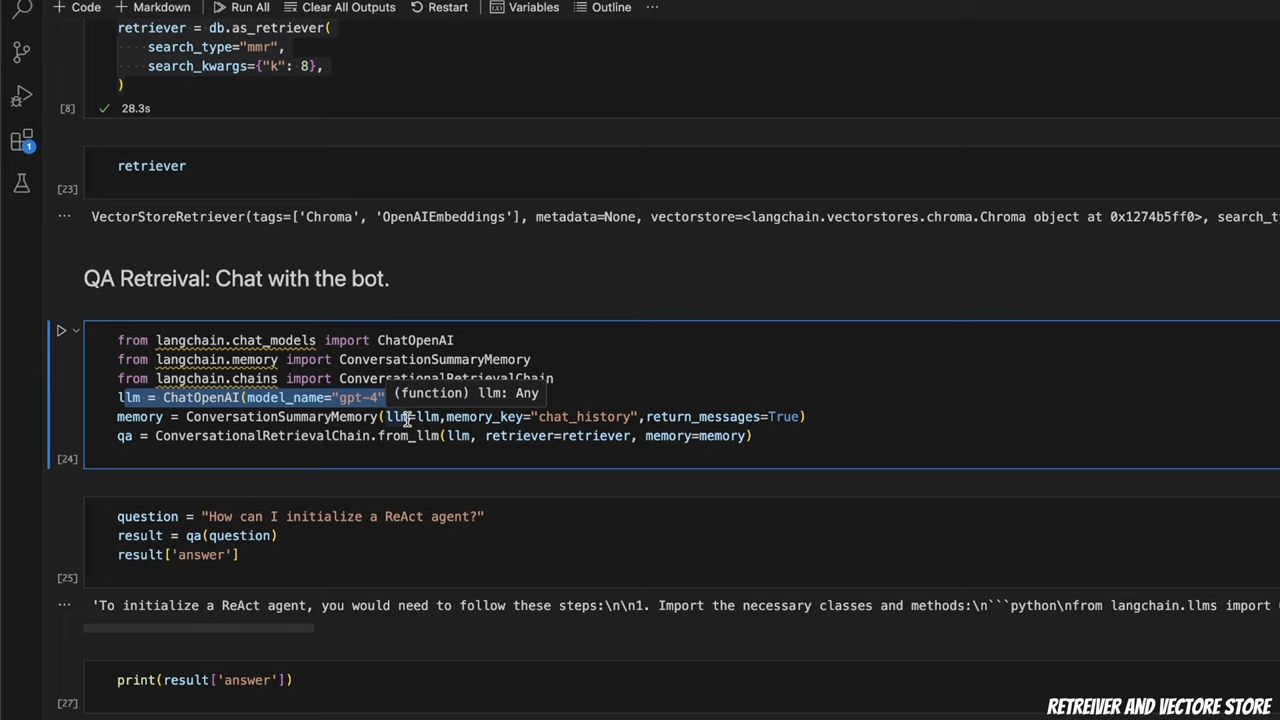 + Code + Markdown Run All Clear All Outputs Restart Variables Outline ...
retriever = db.as_retriever(
search_type="mmr",
search_kwargs={"k": 8},
)
[8] ✓ 28.3s
retriever
[23]
... VectorStoreRetriever(tags=['Chroma', 'OpenAIEmbeddings'], metadata=None, vectorstore=<langchain.vectorstores.chroma.Chroma object at 0x1274b5ff0>,
QA Retreival: Chat with the bot.
from langchain.chat_models import ChatOpenAI
from langchain.memory import ConversationSummaryMemory
from langchain.chains import ConversationalRetrievalChain
llm = ChatOpenAI(model_name="gpt-4"
(function) llm: Any
memory = ConversationSummaryMemory(llm=llm,memory_key="chat_history",return_messages=True)
qa = ConversationalRetrievalChain.from_llm(llm, retriever=retriever, memory=memory)
[24]
question = "How can I initialize a ReAct agent?"
result = qa(question)
result['answer']
[25]
... 'To initialize a ReAct agent, you would need to follow these steps:\n\n1. Import the necessary classes and methods:\n```python\nfrom langchain.llms import
print(result['answer'])
[27]
RETREIVER AND VECTORE STORE
1